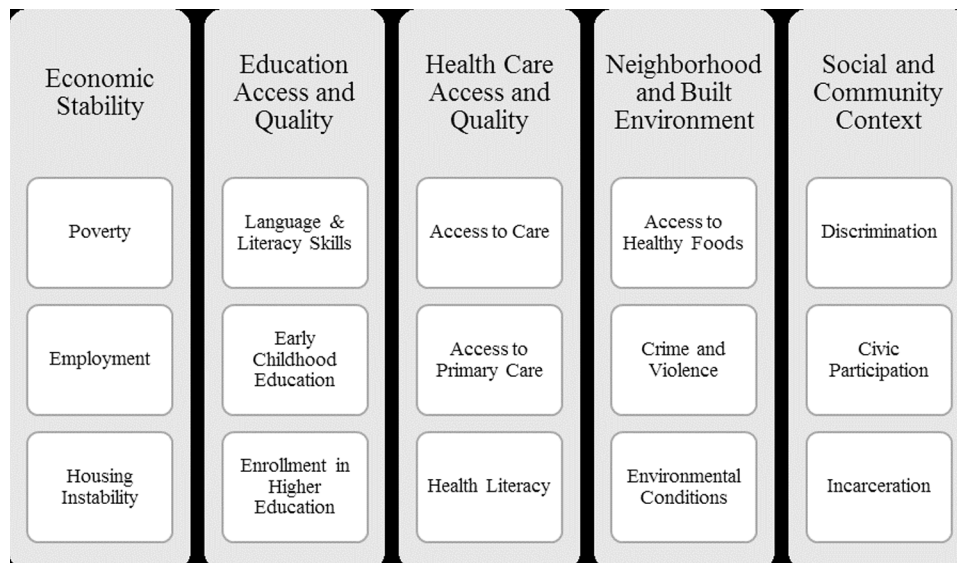 Economic
Stability
Poverty
Employment
Housing
Instability
Education
Access and
Quality
Language &
Literacy Skills
Early
Childhood
Education
Enrollment in
Higher
Education
Health Care
Access and
Quality
Access to Care
Access to
Primary Care
Health Literacy
Neighborhood
and Built
Environment
Access to
Healthy Foods
Crime and
Violence
Environmental
Conditions
Social and
Community
Context
Discrimination
Civic
Participation
Incarceration